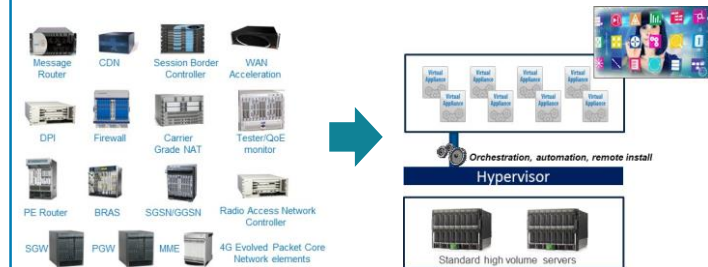 Message
Router
CDN
Session Border
Controller
WAN
Acceleration
DPI
Firewall
Carrier
Grade NAT
Tester/QoE
monitor
PE Router
BRAS
SGSN/GGSN
Radio Access Network
Controller
SGW
PGW
MME
4G Evolved Packet Core
Network elements
Virtual
Appliance
Virtual
Appliance
Virtual
Appliance
Virtual
Appliance
Virtual
Appliance
Virtual
Appliance
Virtual
Appliance
Virtual
Appliance
Orchestration, automation, remote install
Hypervisor
Standard high volume servers